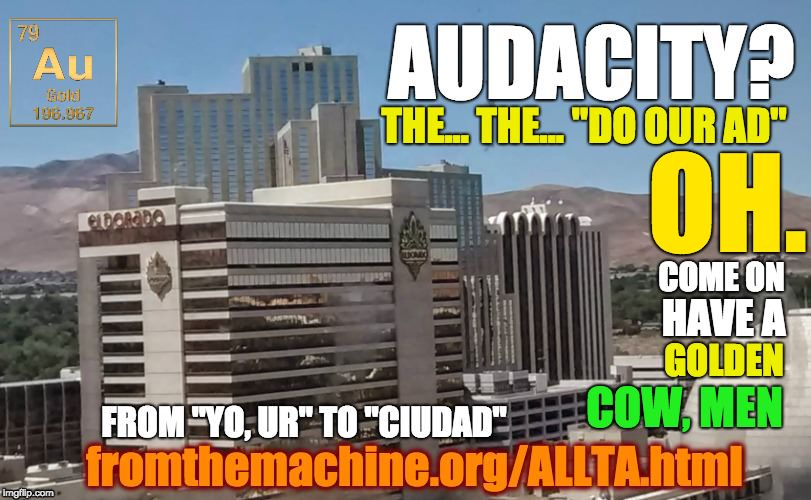 79
Au
Gold
196.967
AUDACITY?
THE... THE... "DO OUR AD"
OH.
COME ON
HAVE A
GOLDEN
COW, MEN
ELDORADO
ELDORADO
FROM "YO, UR" TO "CIUDAD"
fromthemachine.org/ALLTA.html
imgflip.com